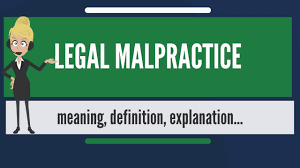 LEGAL MALPRACTICE
meaning, definition, explanation...